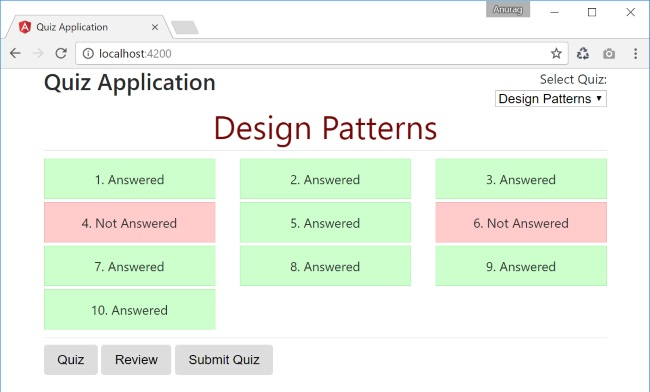 Anurag
Quiz Application
localhost:4200
Quiz Application
Select Quiz:
Design Patterns
Design Patterns
1. Answered
2. Answered
3. Answered
4. Not Answered
5. Answered
6. Not Answered
7. Answered
8. Answered
9. Answered
10. Answered
Quiz
Review
Submit Quiz